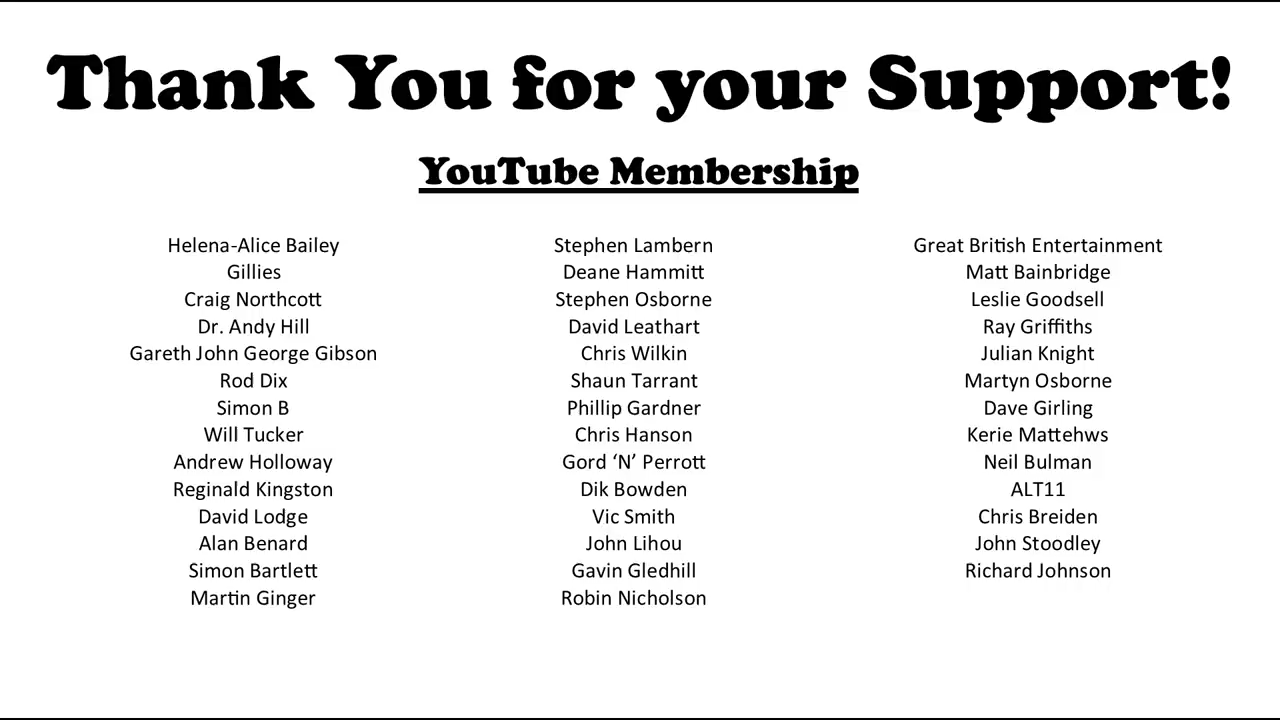 Thank You for your Support!
YouTube Membership
Helena-Alice Bailey
Gillies
Craig Northcott
Dr. Andy Hill
Gareth John George Gibson
Rod Dix
Simon B
Will Tucker
Andrew Holloway
Reginald Kingston
David Lodge
Alan Benard
Simon Bartlett
Martin Ginger
Stephen Lambern
Deane Hammitt
Stephen Osborne
David Leathart
Chris Wilkin
Shaun Tarrant
Phillip Gardner
Chris Hanson
Gord ‘N’ Perrott
Dik Bowden
Vic Smith
John Lihou
Gavin Gledhill
Robin Nicholson
Great British Entertainment
Matt Bainbridge
Leslie Goodsell
Ray Griffiths
Julian Knight
Martyn Osborne
Dave Girling
Kerie Mattehws
Neil Bulman
ALT11
Chris Breiden
John Stoodley
Richard Johnson